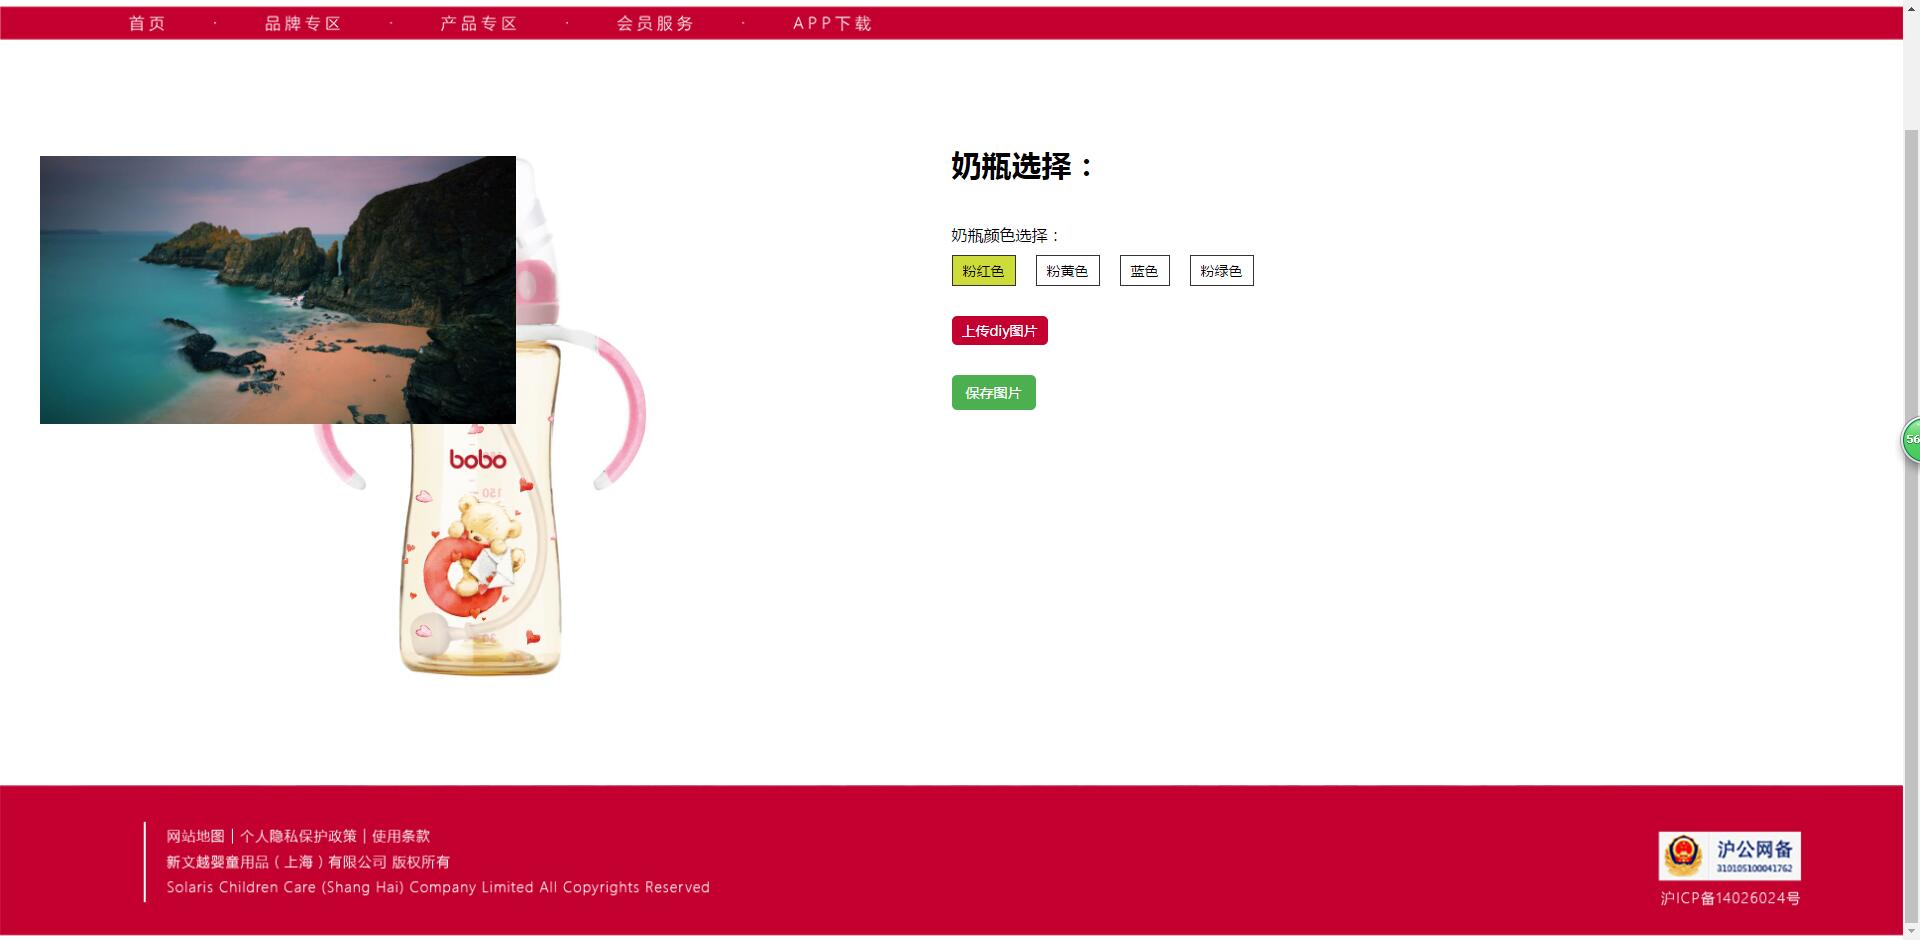 首页 · 品牌专区 · 产品专区 · 会员服务 · APP下载
奶瓶选择：
奶瓶颜色选择：
粉红色 粉黄色 蓝色 粉绿色
上传diy图片
保存图片
56
bobo
150
30
网站地图 | 个人隐私保护政策 | 使用条款
新文越婴童用品（上海）有限公司 版权所有
Solaris Children Care (Shang Hai) Company Limited All Copyrights Reserved
沪公网备
310105100041762
沪ICP备14026024号